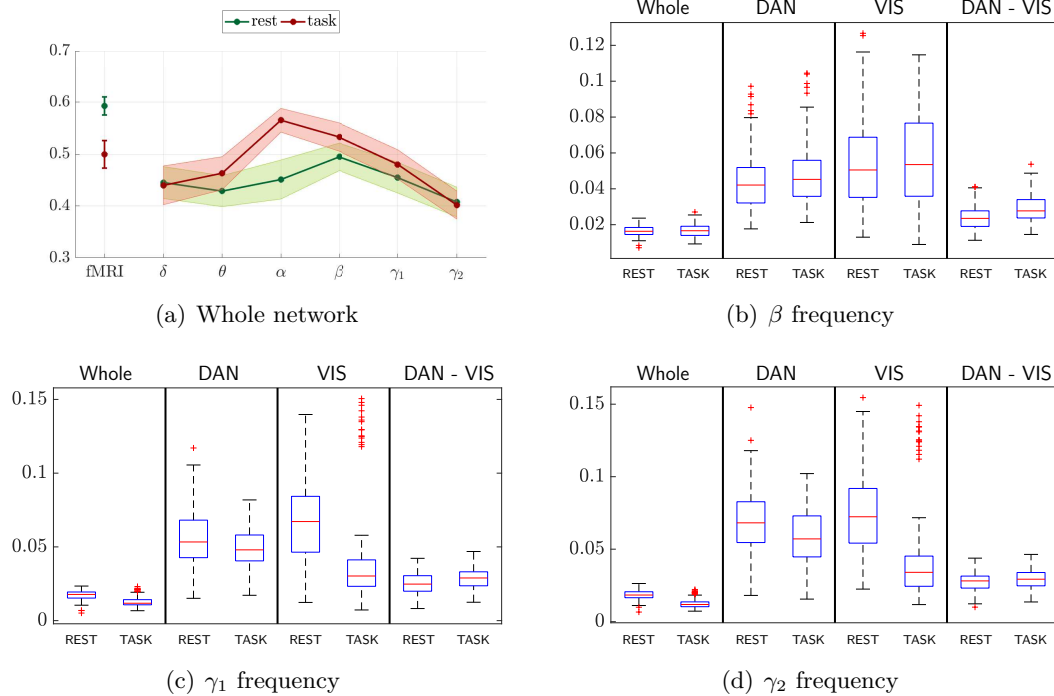 rest task
0.7
0.6
0.5
0.4
0.3
fMRI δ θ α β γ₁ γ₂
(a) Whole network
Whole DAN VIS DAN - VIS
0.12
0.1
0.08
0.06
0.04
0.02
REST TASK REST TASK REST TASK REST TASK
(b) β frequency
Whole DAN VIS DAN - VIS
0.15
0.1
0.05
0
REST TASK REST TASK REST TASK REST TASK
(c) γ₁ frequency
Whole DAN VIS DAN - VIS
0.15
0.1
0.05
0
REST TASK REST TASK REST TASK REST TASK
(d) γ₂ frequency